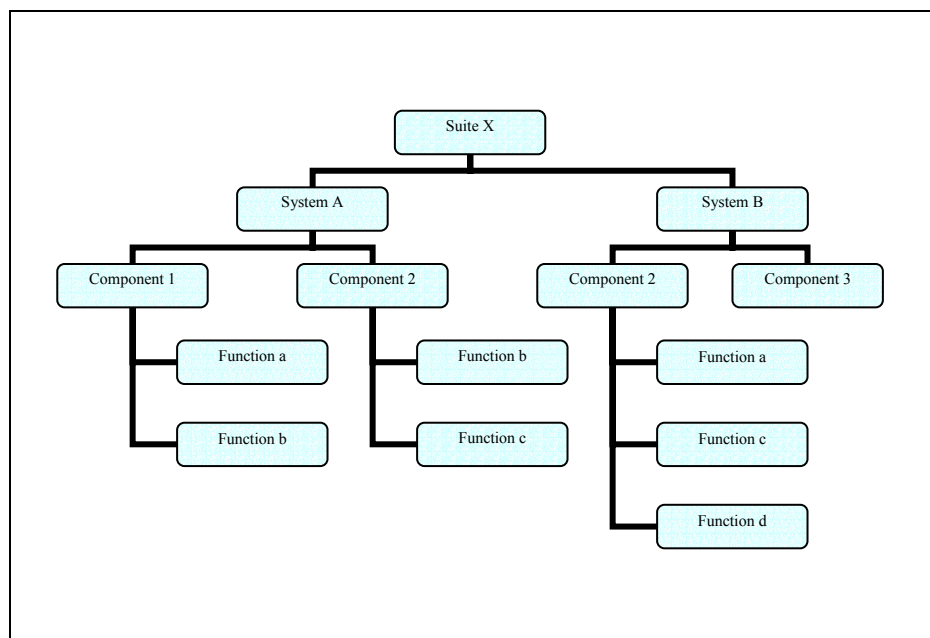 Suite X
System A
System B
Component 1
Component 2
Component 2
Component 3
Function a
Function b
Function a
Function b
Function c
Function c
Function d